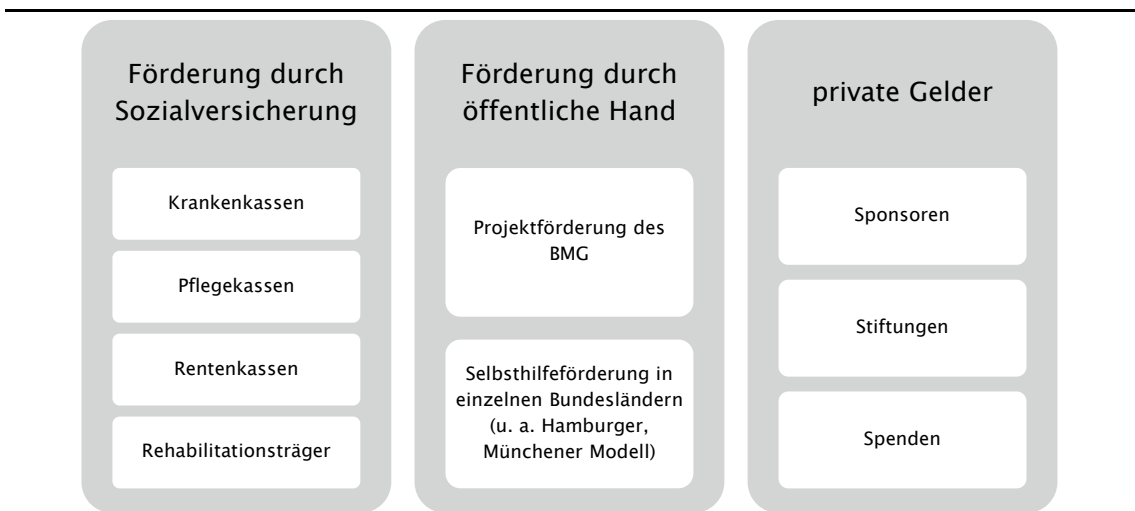 Förderung durch
Sozialversicherung
Krankenkassen
Pflegekassen
Rentenkassen
Rehabilitationsträger
Förderung durch
öffentliche Hand
Projektförderung des
BMG
Selbsthilfeförderung in
einzelnen Bundesländern
(u. a. Hamburger,
Münchener Modell)
private Gelder
Sponsoren
Stiftungen
Spenden